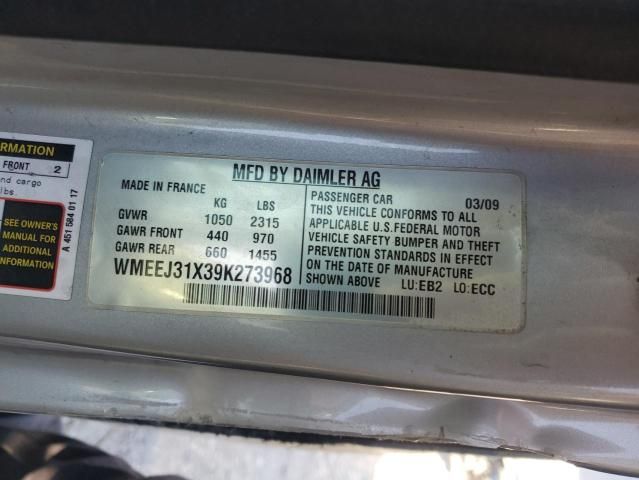 ORMATION
FRONT 2
nd cargo
lbs.
SEE OWNER'S
MANUAL FOR
ADDITIONAL
INFORMATION
A 451 584 01 17
MFD BY DAIMLER AG
MADE IN FRANCE
KG LBS
GVWR 1050 2315
GAWR FRONT 440 970
GAWR REAR 660 1455
WMEEJ31X39K273968
PASSENGER CAR 03/09
THIS VEHICLE CONFORMS TO ALL
APPLICABLE U.S.FEDERAL MOTOR
VEHICLE SAFETY BUMPER AND THEFT
PREVENTION STANDARDS IN EFFECT
ON THE DATE OF MANUFACTURE
SHOWN ABOVE LU:EB2 LO:ECC